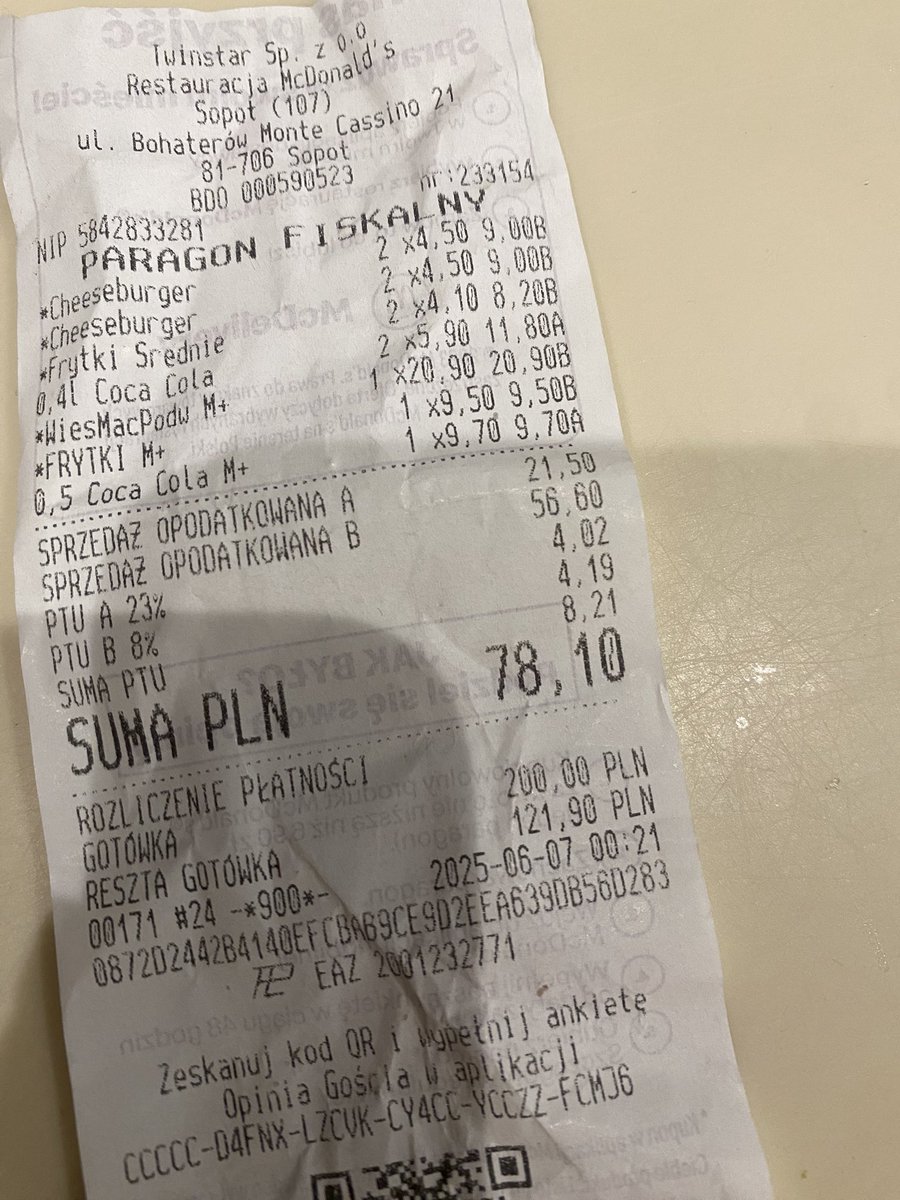 Twinstar Sp. z o.o
Restauracja McDonald's
Sopot (107)
ul. Bohaterów Monte Cassino 21
81-706 Sopot
BDO 000590523
NIP 5842833281 nr:233154
PARAGON FISKALNY
*Cheeseburger 2 x4,50 9,00B
*Cheeseburger 2 x4,50 9,00B
*Frytki Średnie 2 x4,10 8,20B
0,4l Coca Cola 2 x5,90 11,80A
*WiesMacPodw M+ 1 x20,90 20,90B
*FRYTKI M+ 1 x9,50 9,50B
0,5 Coca Cola M+ 1 x9,70 9,70A
SPRZEDAŻ OPODATKOWANA A 21,50
SPRZEDAŻ OPODATKOWANA B 56,60
PTU A 23% 4,02
PTU B 8% 4,19
SUMA PTU 8,21
SUMA PLN 78,10
ROZLICZENIE PŁATNOŚCI
GOTÓWKA 200,00 PLN
RESZTA GOTÓWKA 121,90 PLN
00171 #24 -*900*- 2025-06-07 00:21
0872D2442B4140EFCBAB9CE9D2EEA639DB56D283
EAZ 2001232771
Zeskanuj kod QR i wypełnij ankietę
Opinia Gościa w aplikacji
CCCCC-D4FNX-LZCVK-CY4CC-YCCZZ-FCMJ6